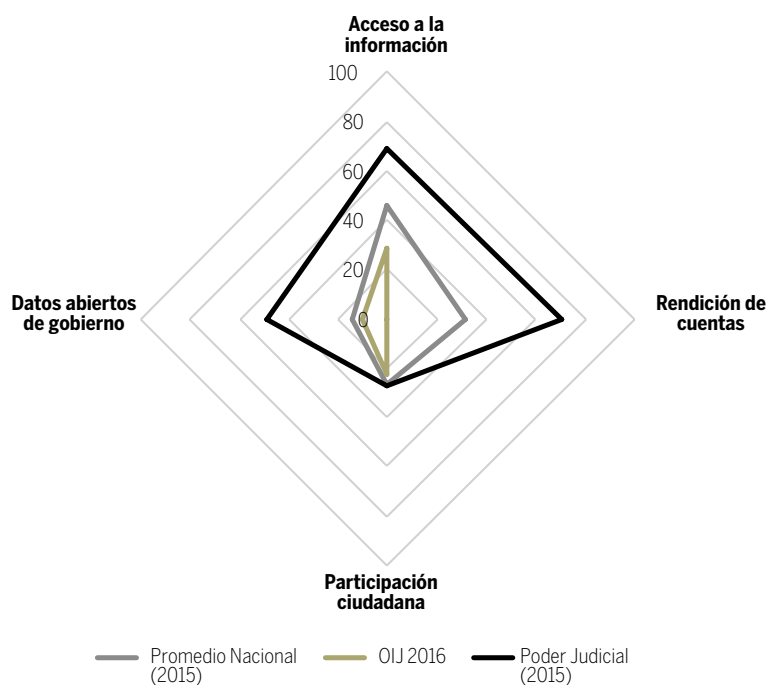 Acceso a la
información
100
80
60
40
20
0
Datos abiertos
de gobierno
Rendición de
cuentas
Participación
ciudadana
Promedio Nacional
(2015)
OIJ 2016
Poder Judicial
(2015)